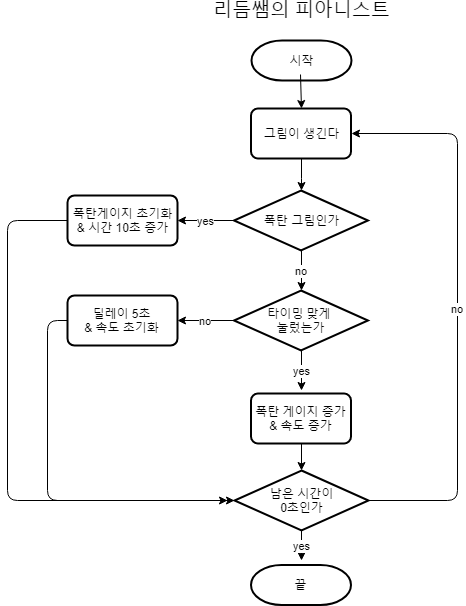 리듬쌤의 피아니스트
시작
그림이 생긴다
폭탄 그림인가
yes
폭탄게이지 초기화
& 시간 10초 증가
no
타이밍 맞게
눌렀는가
no
딜레이 5초
& 속도 초기화
yes
폭탄 게이지 증가
& 속도 증가
남은 시간이
0초인가
no
yes
끝